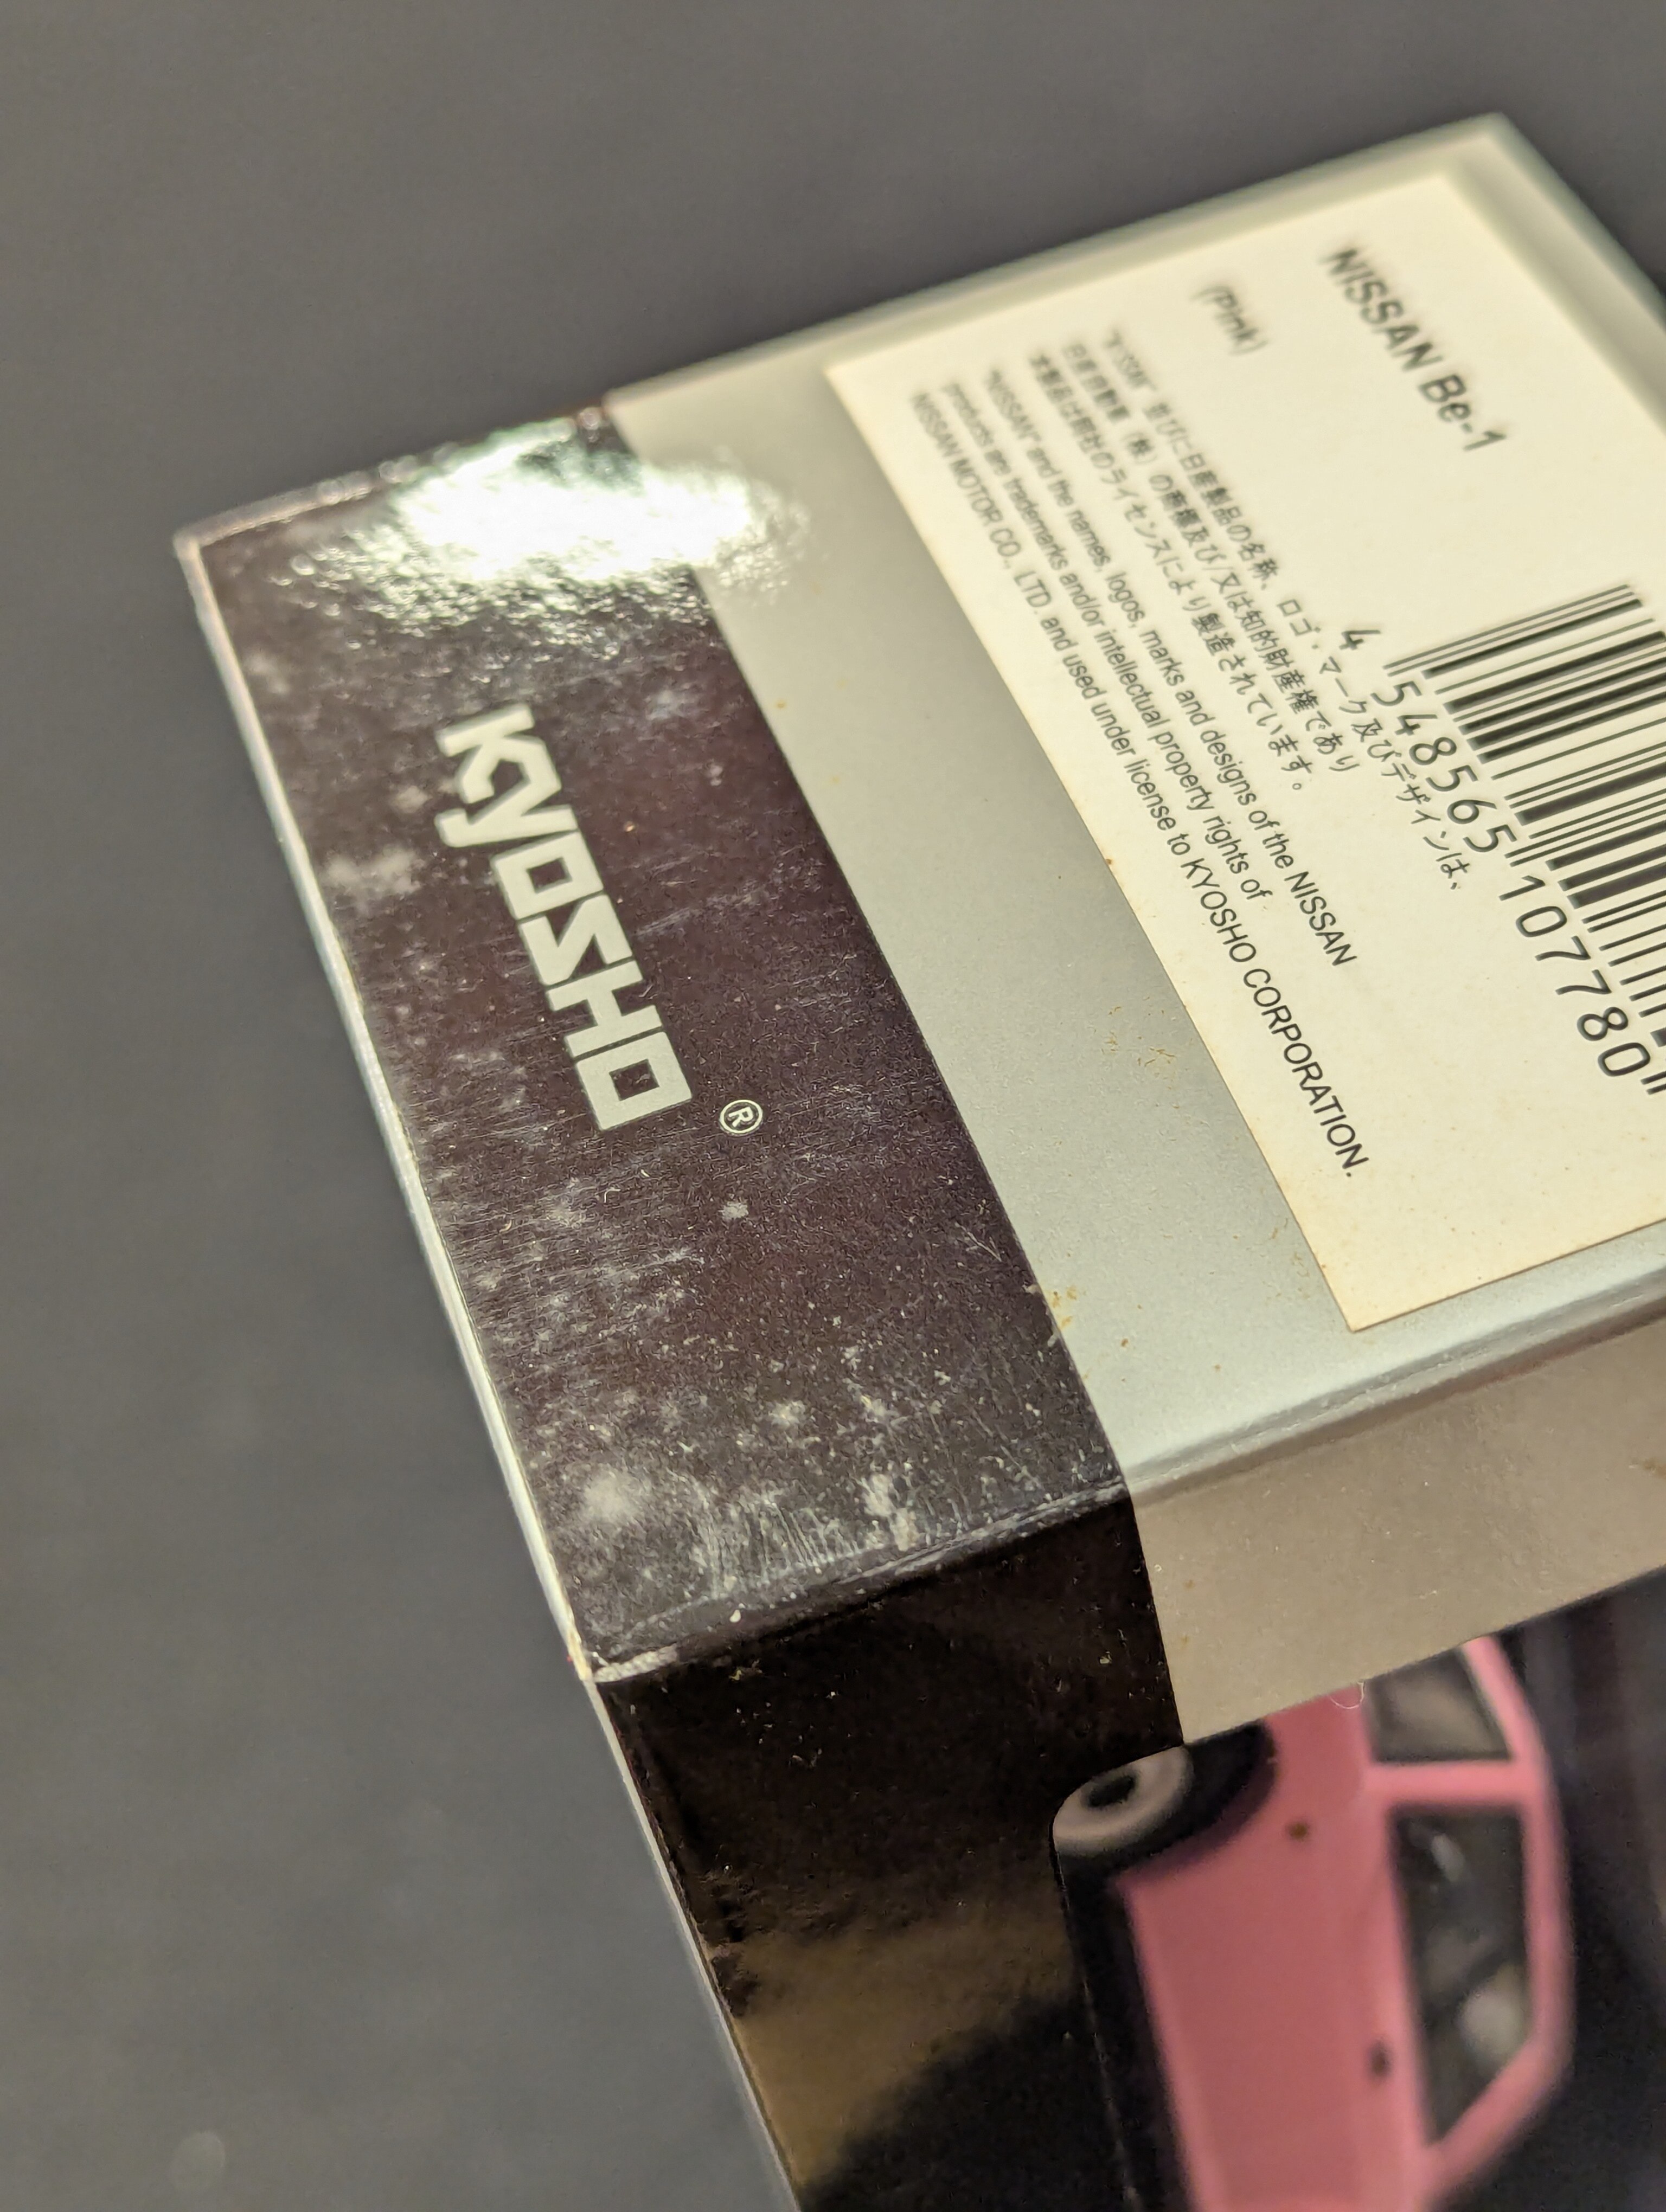 KYOSHO®
NISSAN Be-1
(Pink)
4 548565 107780
"NISSAN" 並びに日産製品の名称、ロゴ・マーク及びデザインは、
日産自動車（株）の商標及び/又は知的財産権であり
本製品は同社のライセンスにより製造されています。
"NISSAN" and the names, logos, marks and designs of the NISSAN
products are trademarks and/or intellectual property rights of
NISSAN MOTOR CO., LTD. and used under license to KYOSHO CORPORATION.